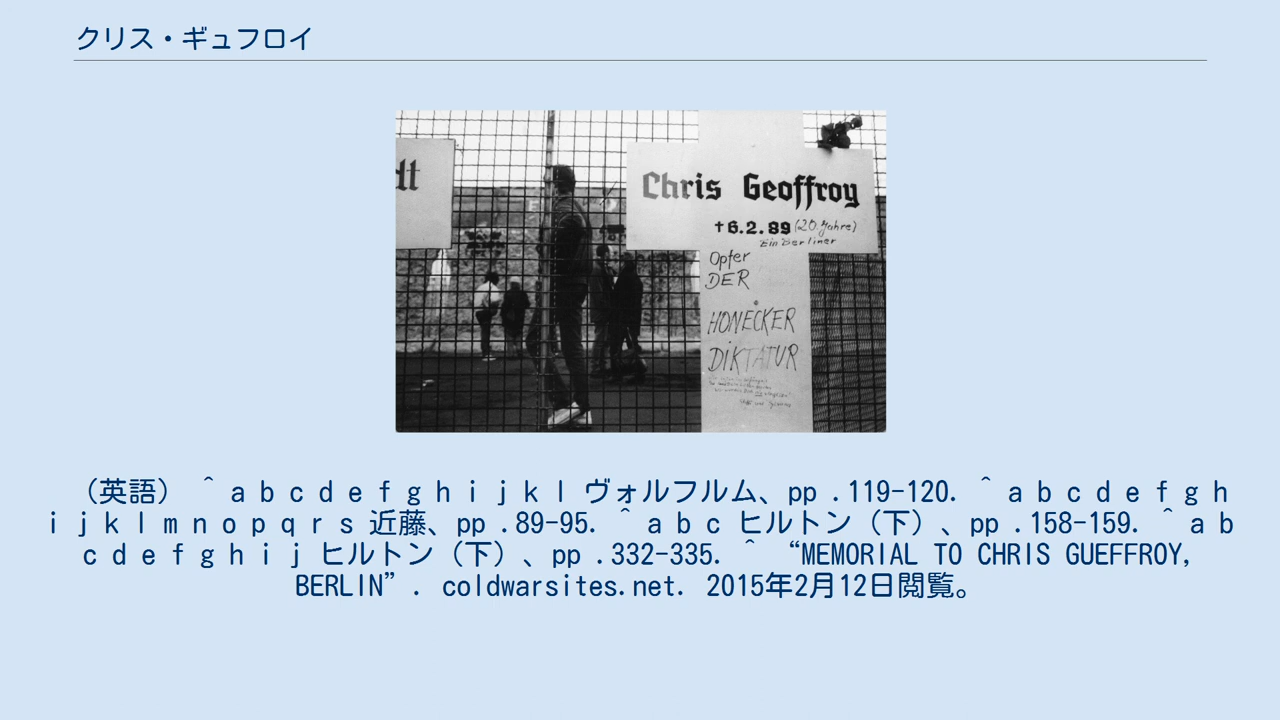 クリス・ギュフロイ
dt
Chris Geoffroy
†6.2.89 (20 Jahre)
Ein Berliner
Opfer
DER
HONECKER
DiKTATUR
（英語） ^ a b c d e f g h i j k l ヴォルフルム、pp .119-120. ^ a b c d e f g h
i j k l m n o p q r s 近藤、pp .89-95. ^ a b c ヒルトン（下）、pp .158-159. ^ a b
c d e f g h i j ヒルトン（下）、pp .332-335. ^ “MEMORIAL TO CHRIS GUEFFROY,
BERLIN”. coldwarsites.net. 2015年2月12日閲覧。